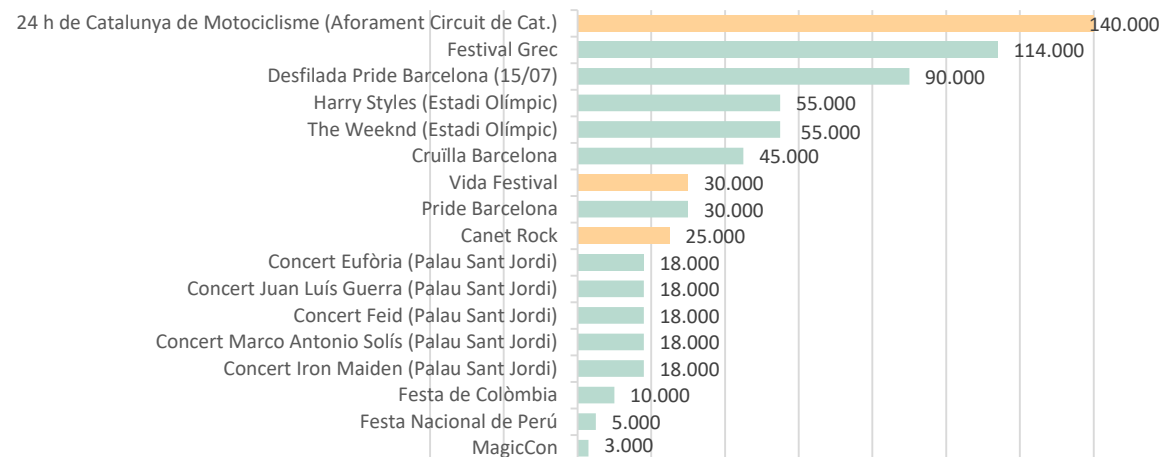 24 h de Catalunya de Motociclisme (Aforament Circuit de Cat.) 140.000
Festival Grec 114.000
Desfilada Pride Barcelona (15/07) 90.000
Harry Styles (Estadi Olímpic) 55.000
The Weeknd (Estadi Olímpic) 55.000
Cruïlla Barcelona 45.000
Vida Festival 30.000
Pride Barcelona 30.000
Canet Rock 25.000
Concert Eufòria (Palau Sant Jordi) 18.000
Concert Juan Luís Guerra (Palau Sant Jordi) 18.000
Concert Feid (Palau Sant Jordi) 18.000
Concert Marco Antonio Solís (Palau Sant Jordi) 18.000
Concert Iron Maiden (Palau Sant Jordi) 18.000
Festa de Colòmbia 10.000
Festa Nacional de Perú 5.000
MagicCon 3.000